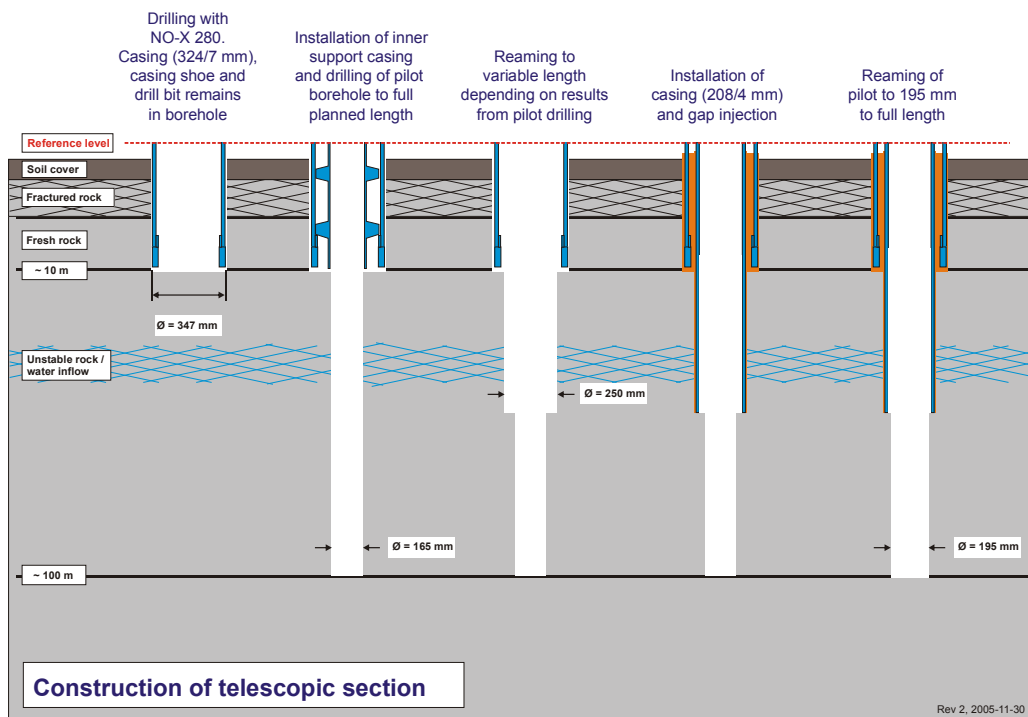 Drilling with
NO-X 280.
Casing (324/7 mm),
casing shoe and
drill bit remains
in borehole
Installation of inner
support casing
and drilling of pilot
borehole to full
planned length
Reaming to
variable length
depending on results
from pilot drilling
Installation of
casing (208/4 mm)
and gap injection
Reaming of
pilot to 195 mm
to full length
Reference level
Soil cover
Fractured rock
Fresh rock
~ 10 m
Ø = 347 mm
Unstable rock /
water inflow
Ø = 250 mm
Ø = 165 mm
Ø = 195 mm
~ 100 m
Construction of telescopic section
Rev 2, 2005-11-30